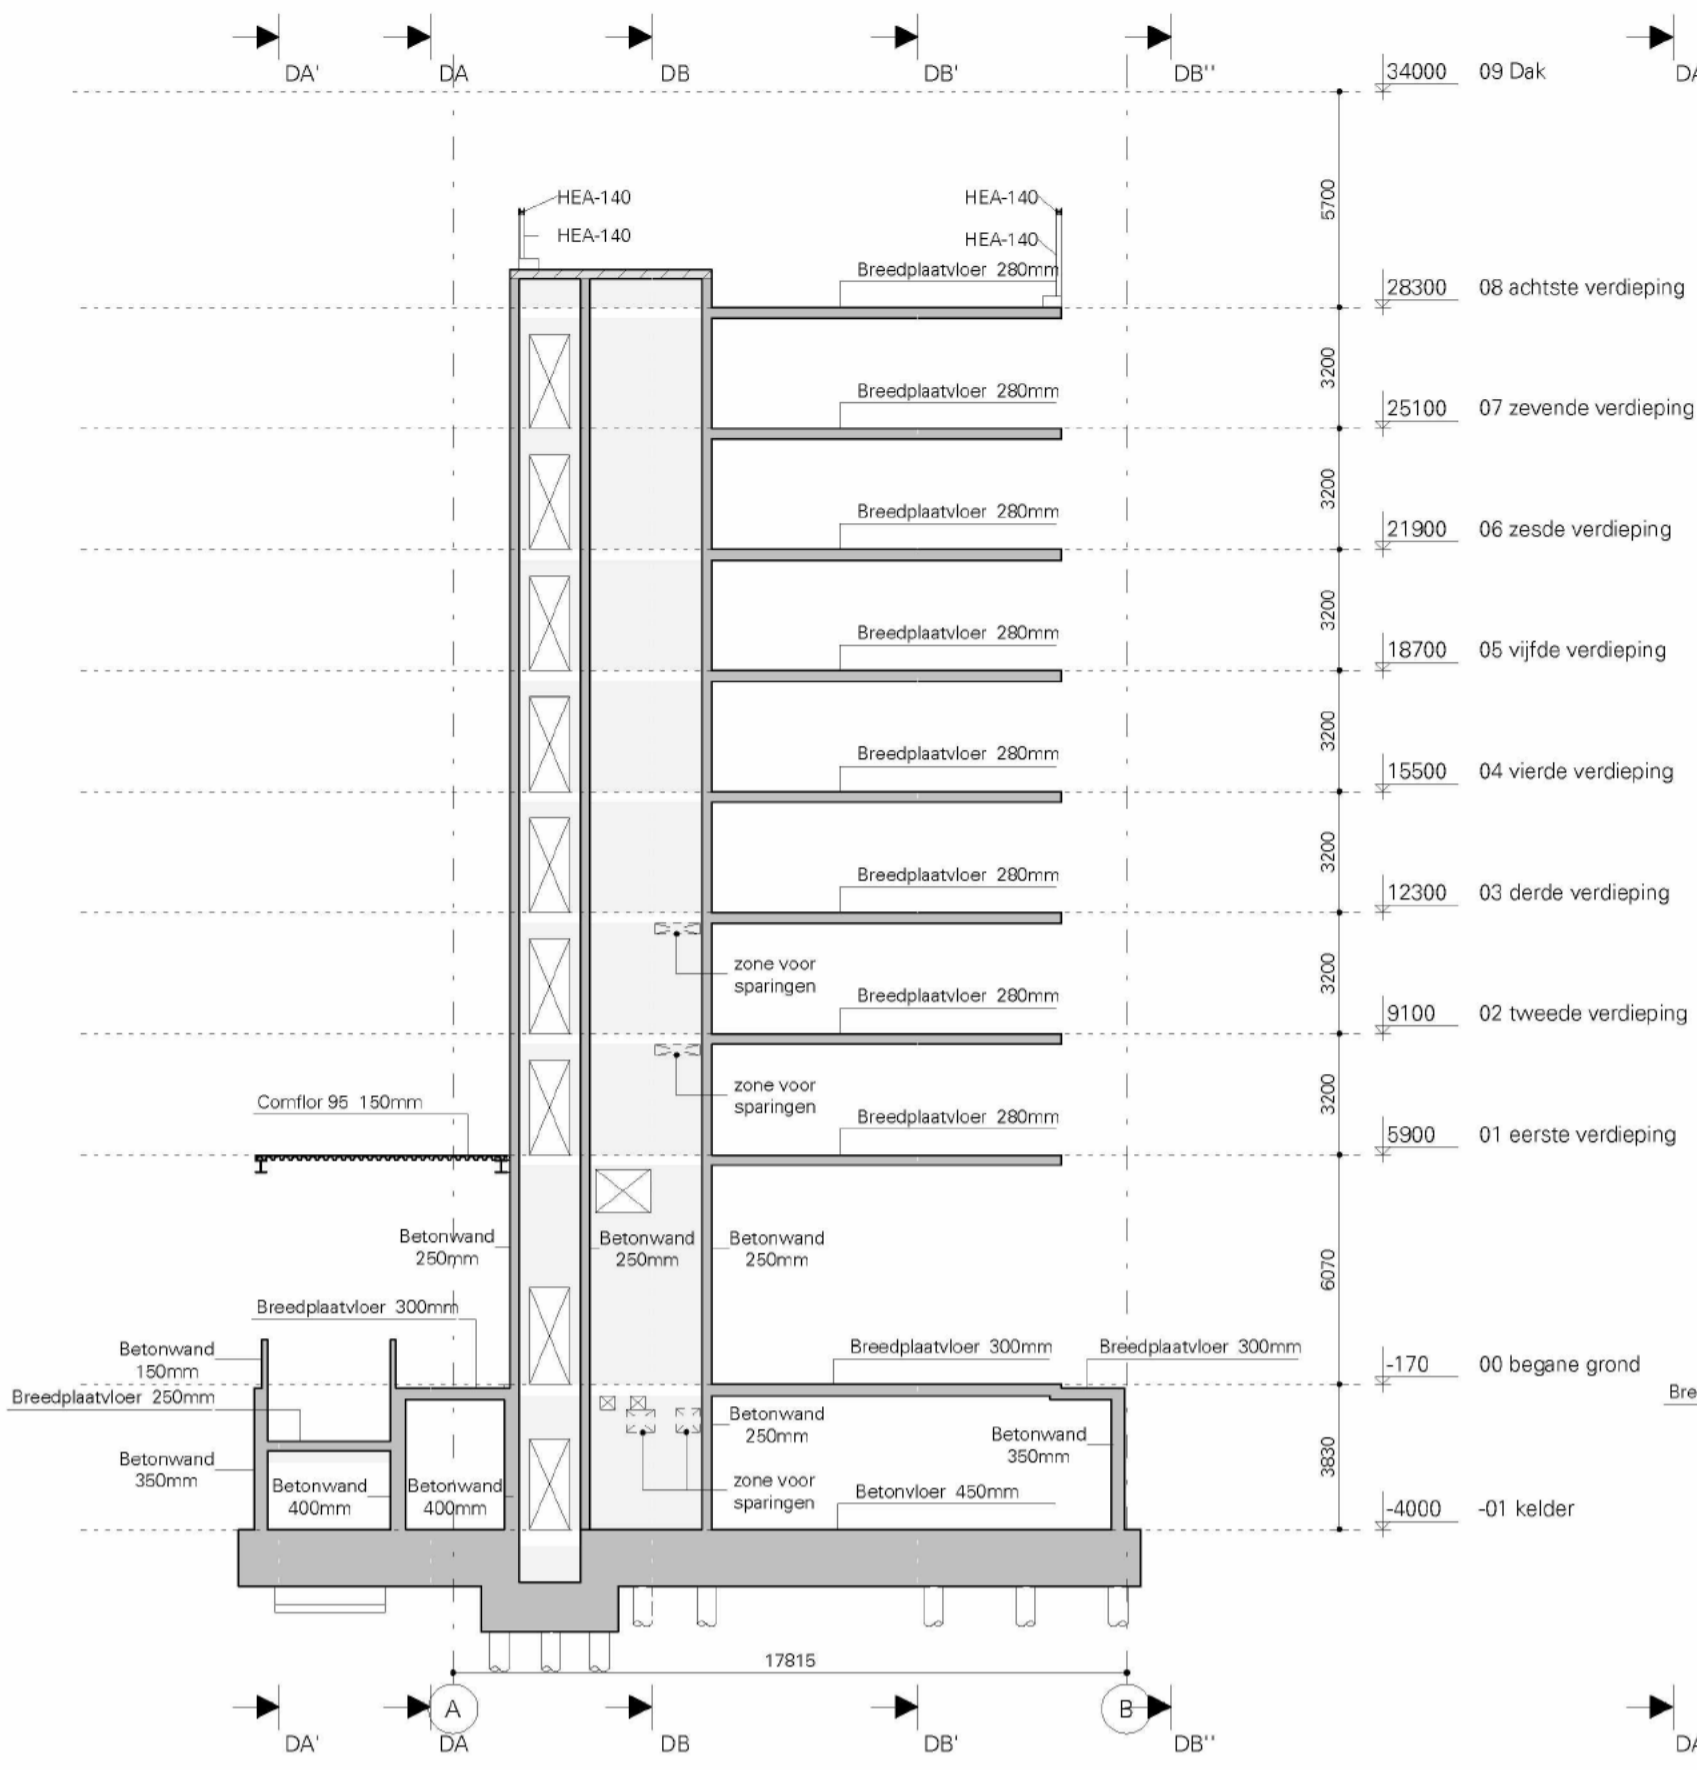 DA'
DA
DB
DB'
DB''
34000 09 Dak
5700
HEA-140
HEA-140
HEA-140
HEA-140
Breedplaatvloer 280mm
28300 08 achtste verdieping
3200
Breedplaatvloer 280mm
25100 07 zevende verdieping
3200
Breedplaatvloer 280mm
21900 06 zesde verdieping
3200
Breedplaatvloer 280mm
18700 05 vijfde verdieping
3200
Breedplaatvloer 280mm
15500 04 vierde verdieping
3200
Breedplaatvloer 280mm
12300 03 derde verdieping
zone voor
sparingen
3200
Breedplaatvloer 280mm
9100 02 tweede verdieping
zone voor
sparingen
3200
Comflor 95 150mm
Breedplaatvloer 280mm
5900 01 eerste verdieping
Betonwand
250mm
Betonwand
250mm
Betonwand
250mm
6070
Breedplaatvloer 300mm
Betonwand
150mm
Breedplaatvloer 300mm
Breedplaatvloer 300mm
-170 00 begane grond
Breedplaatvloer 250mm
Betonwand
250mm
Betonwand
350mm
Betonwand
350mm
3830
Betonwand
400mm
Betonwand
400mm
zone voor
sparingen
Betonvloer 450mm
-4000 -01 kelder
17815
A
B
DA'
DA
DB
DB'
DB''